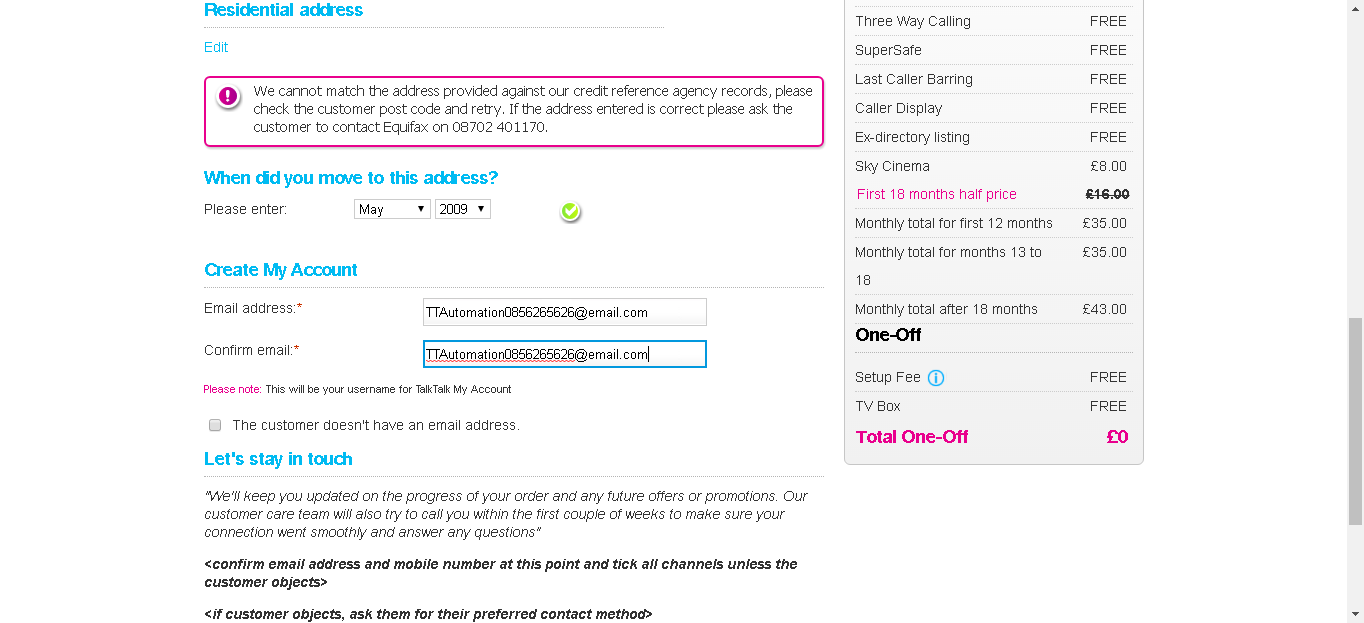 Residential address
Edit
We cannot match the address provided against our credit reference agency records, please
check the customer post code and retry. If the address entered is correct please ask the
customer to contact Equifax on 08702 401170.
When did you move to this address?
Please enter: May 2009
Create My Account
Email address:* TTAutomation0856265626@email.com
Confirm email:* TTAutomation0856265626@email.com
Please note: This will be your username for TalkTalk My Account
The customer doesn't have an email address.
Let's stay in touch
"We'll keep you updated on the progress of your order and any future offers or promotions. Our
customer care team will also try to call you within the first couple of weeks to make sure your
connection went smoothly and answer any questions"
<confirm email address and mobile number at this point and tick all channels unless the
customer objects>
<if customer objects, ask them for their preferred contact method>
Three Way Calling FREE
SuperSafe FREE
Last Caller Barring FREE
Caller Display FREE
Ex-directory listing FREE
Sky Cinema £8.00
First 18 months half price £16.00
Monthly total for first 12 months £35.00
Monthly total for months 13 to £35.00
18
Monthly total after 18 months £43.00
One-Off
Setup Fee FREE
TV Box FREE
Total One-Off £0